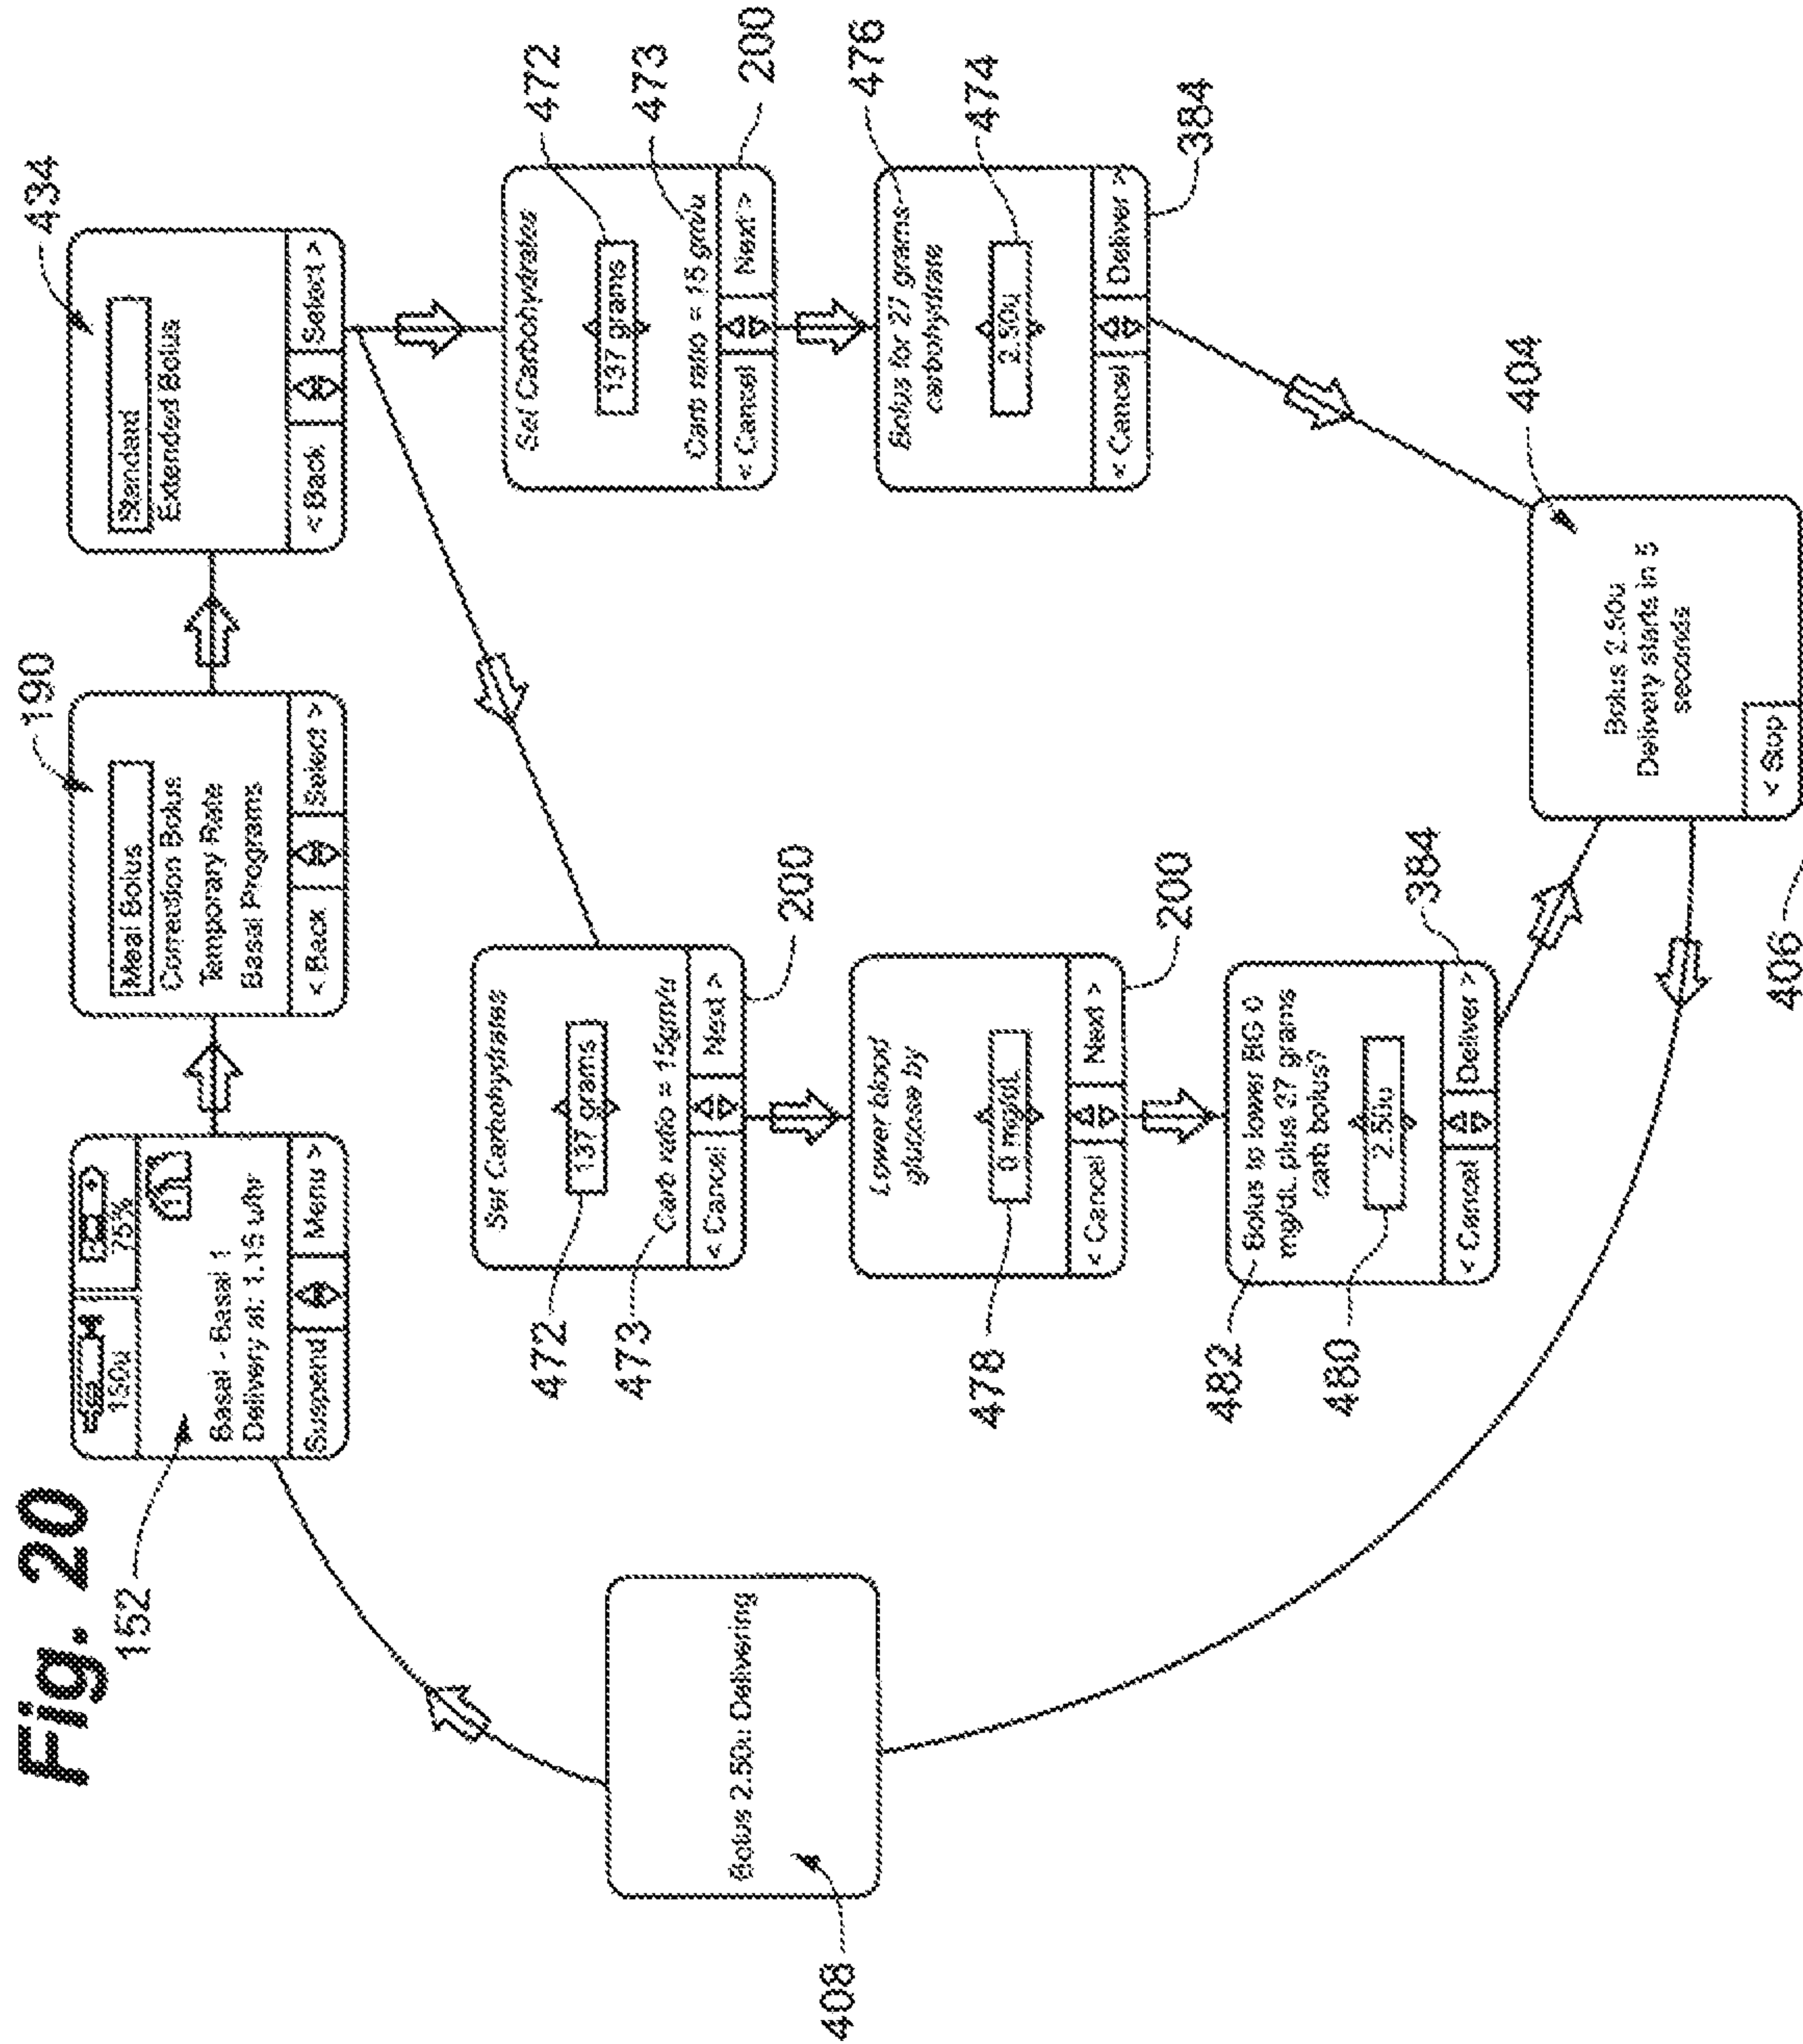 Fig. 20
152
150u
75%
Basal - Basal 1
Delivery at: 1.15 u/hr
Suspend
Menu >
190
Meal Bolus
Correction Bolus
Temporary Rate
Basal Programs
< Back
Select >
434
Standard
Extended Bolus
< Back
Select >
Set Carbohydrates
137 grams
472
Carb ratio = 15gm/u
473
< Cancel
Next >
200
Lower blood
glucose by
0 mg/dL
478
< Cancel
Next >
200
482
Bolus to lower BG 0
mg/dL plus 27 grans
carb bolus?
2.50u
480
< Cancel
Deliver >
384
Set Carbohydrates
137 grams
472
Carb ratio = 15 gm/u
473
< Cancel
Next >
200
Bolus for 27 grams
carbohydrate
476
2.50u
474
< Cancel
Deliver >
384
404
Bolus 2.50u
Delivery starts in 5
seconds
< Stop
406
Bolus 2.50u Delivering
408